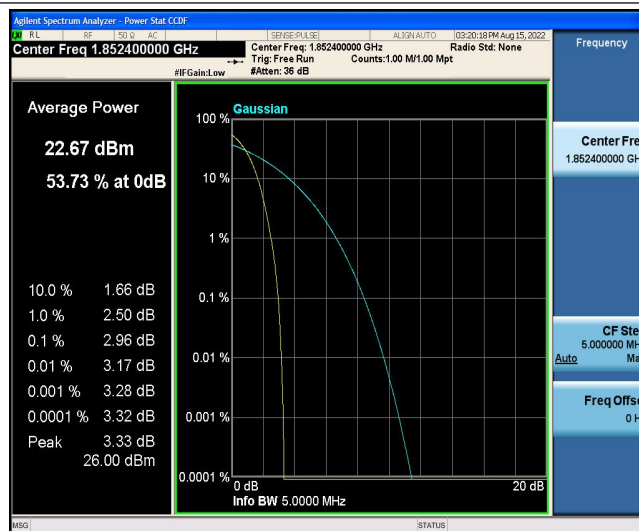 Agilent Spectrum Analyzer - Power Stat CCDF
LXI RL RF 50 Ω AC SENSE:PULSE ALIGN AUTO 03:20:18 PM Aug 15, 2022
Center Freq 1.852400000 GHz
Center Freq: 1.852400000 GHz Radio Std: None
Trig: Free Run Counts:1.00 M/1.00 Mpt
#IFGain:Low #Atten: 36 dB
Frequency
Average Power
22.67 dBm
53.73 % at 0dB
10.0 % 1.66 dB
1.0 % 2.50 dB
0.1 % 2.96 dB
0.01 % 3.17 dB
0.001 % 3.28 dB
0.0001 % 3.32 dB
Peak 3.33 dB
26.00 dBm
Gaussian
100 %
10 %
1 %
0.1 %
0.01 %
0.001 %
0.0001 %
0 dB 20 dB
Info BW 5.0000 MHz
Center Fre
1.852400000 GH
CF Ste
5.000000 MH
Auto Ma
Freq Offse
0 H
MSG STATUS